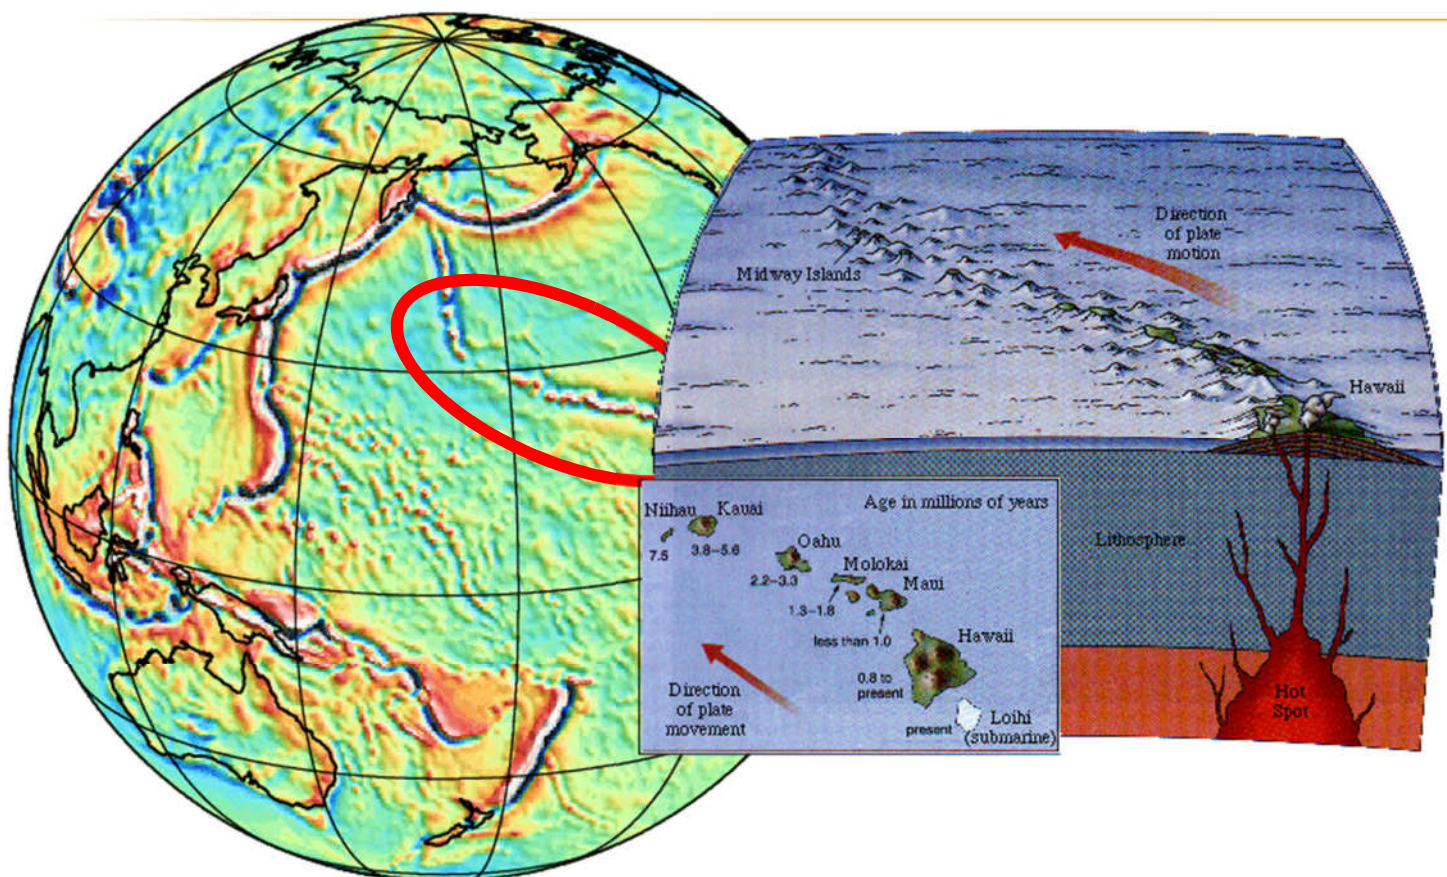 Direction
of plate
motion
Midway Islands
Hawaii
Lithosphere
Hot
Spot
Age in millions of years
Niihau
Kauai
7.5
3.8–5.6
Oahu
2.2–3.3
Molokai
1.3–1.8
Maui
less than 1.0
Hawaii
0.8 to
present
Direction
of plate
movement
present
Loihi
(submarine)